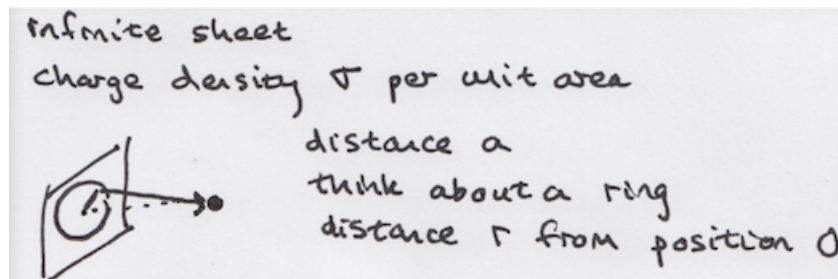 infinite sheet
charge density σ per unit area
distance a
think about a ring
distance r from position O